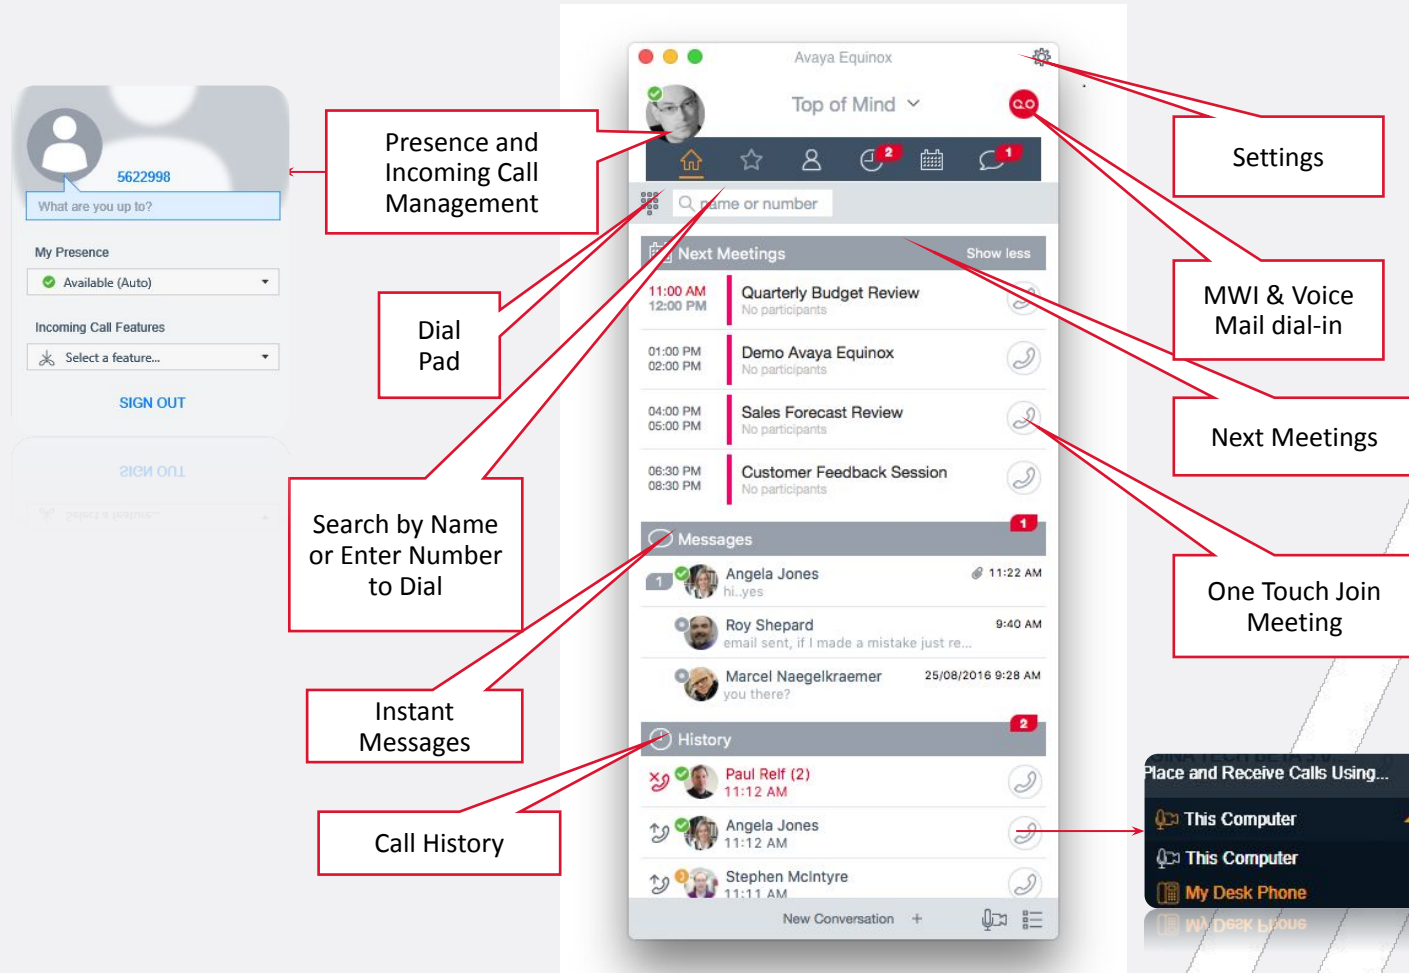 Avaya Equinox
Top of Mind
2
1
name or number
Next Meetings
Show less
11:00 AM
12:00 PM
Quarterly Budget Review
No participants
01:00 PM
02:00 PM
Demo Avaya Equinox
No participants
04:00 PM
05:00 PM
Sales Forecast Review
No participants
06:30 PM
08:30 PM
Customer Feedback Session
No participants
1
Messages
1
Angela Jones
11:22 AM
hi..yes
Roy Shepard
9:40 AM
email sent, if I made a mistake just re...
Marcel Naegelkraemer
25/08/2016 9:28 AM
you there?
2
History
Paul Relf (2)
11:12 AM
Angela Jones
11:12 AM
Stephen McIntyre
11:11 AM
New Conversation +
5622998
What are you up to?
My Presence
Available (Auto)
Incoming Call Features
Select a feature...
SIGN OUT
Presence and
Incoming Call
Management
Dial
Pad
Search by Name
or Enter Number
to Dial
Instant
Messages
Call History
Settings
MWI & Voice
Mail dial-in
Next Meetings
One Touch Join
Meeting
Place and Receive Calls Using...
This Computer
This Computer
My Desk Phone